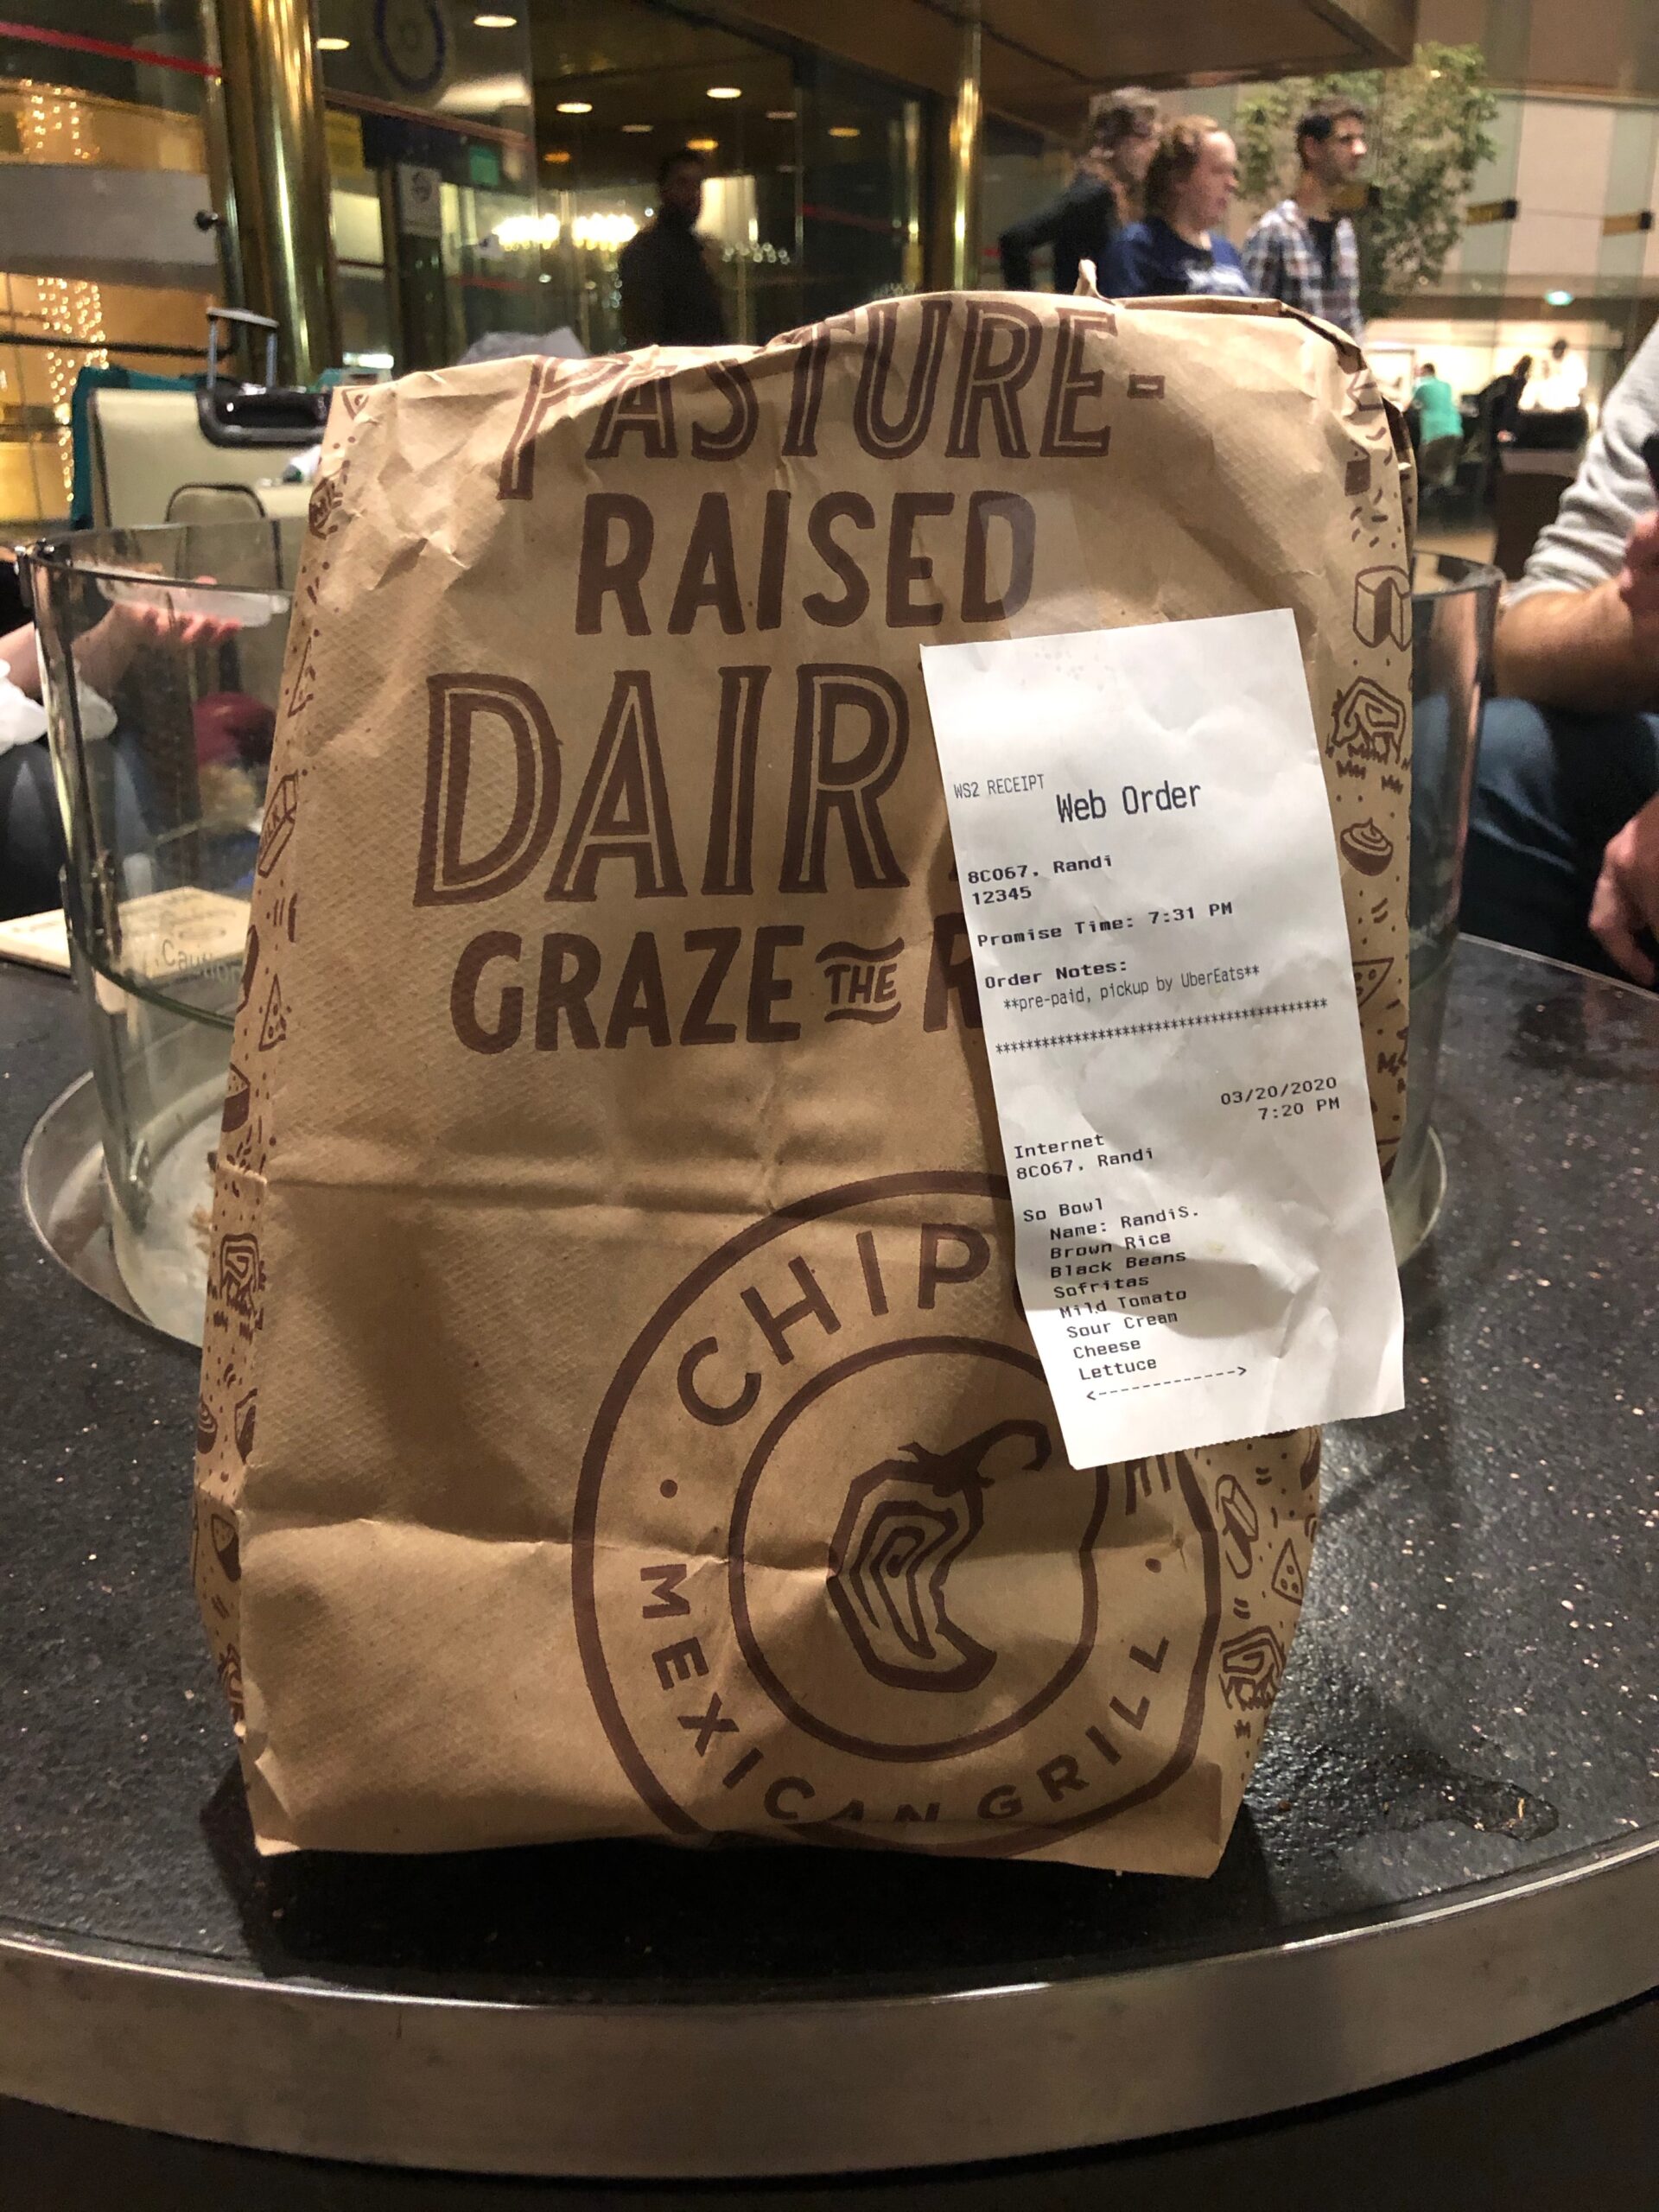 PASTURE-
RAISED
DAIR
GRAZE THE R
WS2 RECEIPT
Web Order
8C067, Randi
12345
Promise Time: 7:31 PM
Order Notes:
**pre-paid, pickup by UberEats**
*******************************************
03/20/2020
7:20 PM
Internet
8C067, Randi
So Bowl
Name: RandiS.
Brown Rice
Black Beans
Sofritas
Mild Tomato
Sour Cream
Cheese
Lettuce
<------------->
CHIP
MEXICAN GRILL
Caution